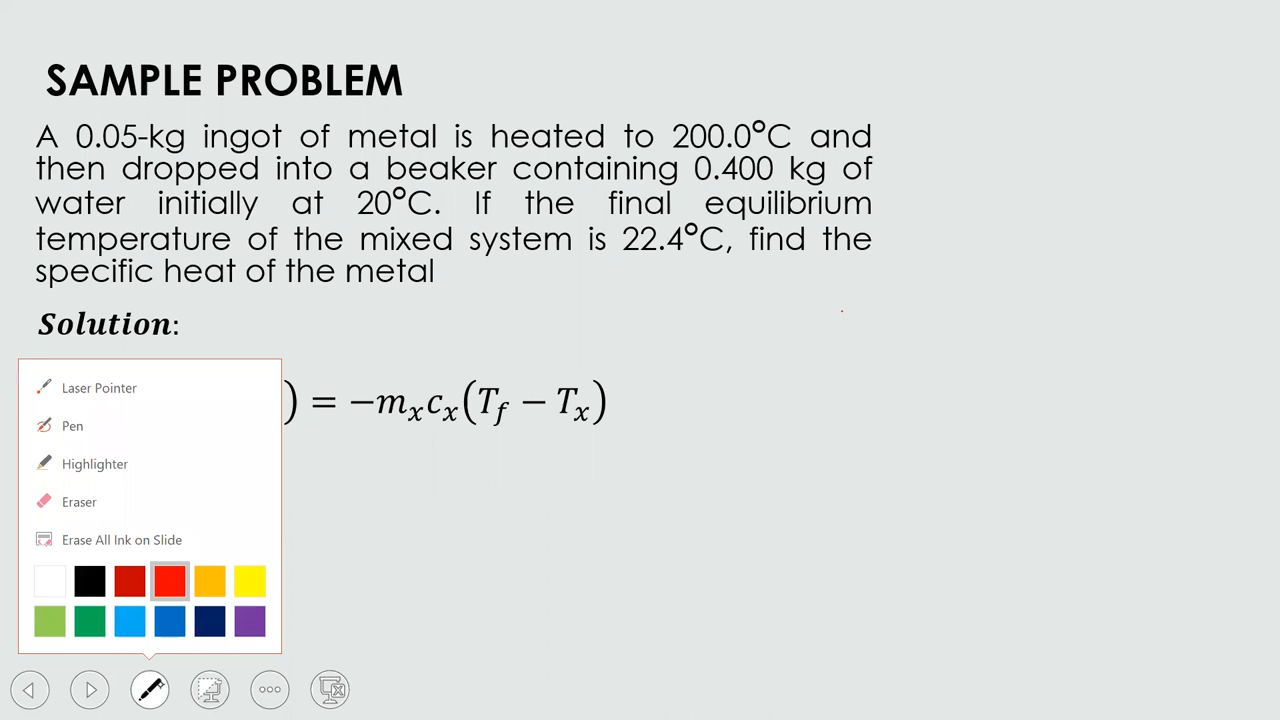 SAMPLE PROBLEM
A 0.05-kg ingot of metal is heated to 200.0°C and
then dropped into a beaker containing 0.400 kg of
water initially at 20°C. If the final equilibrium
temperature of the mixed system is 22.4°C, find the
specific heat of the metal
Solution:
) = −mₓcₓ(T_f − Tₓ)
Laser Pointer
Pen
Highlighter
Eraser
Erase All Ink on Slide